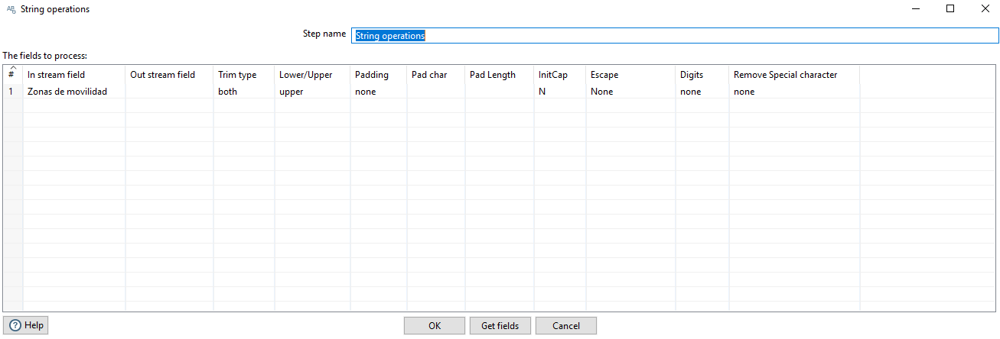 String operations
Step name String operations
The fields to process:
# In stream field Out stream field Trim type Lower/Upper Padding Pad char Pad Length InitCap Escape Digits Remove Special character
1 Zonas de movilidad both upper none N None none none
Help OK Get fields Cancel